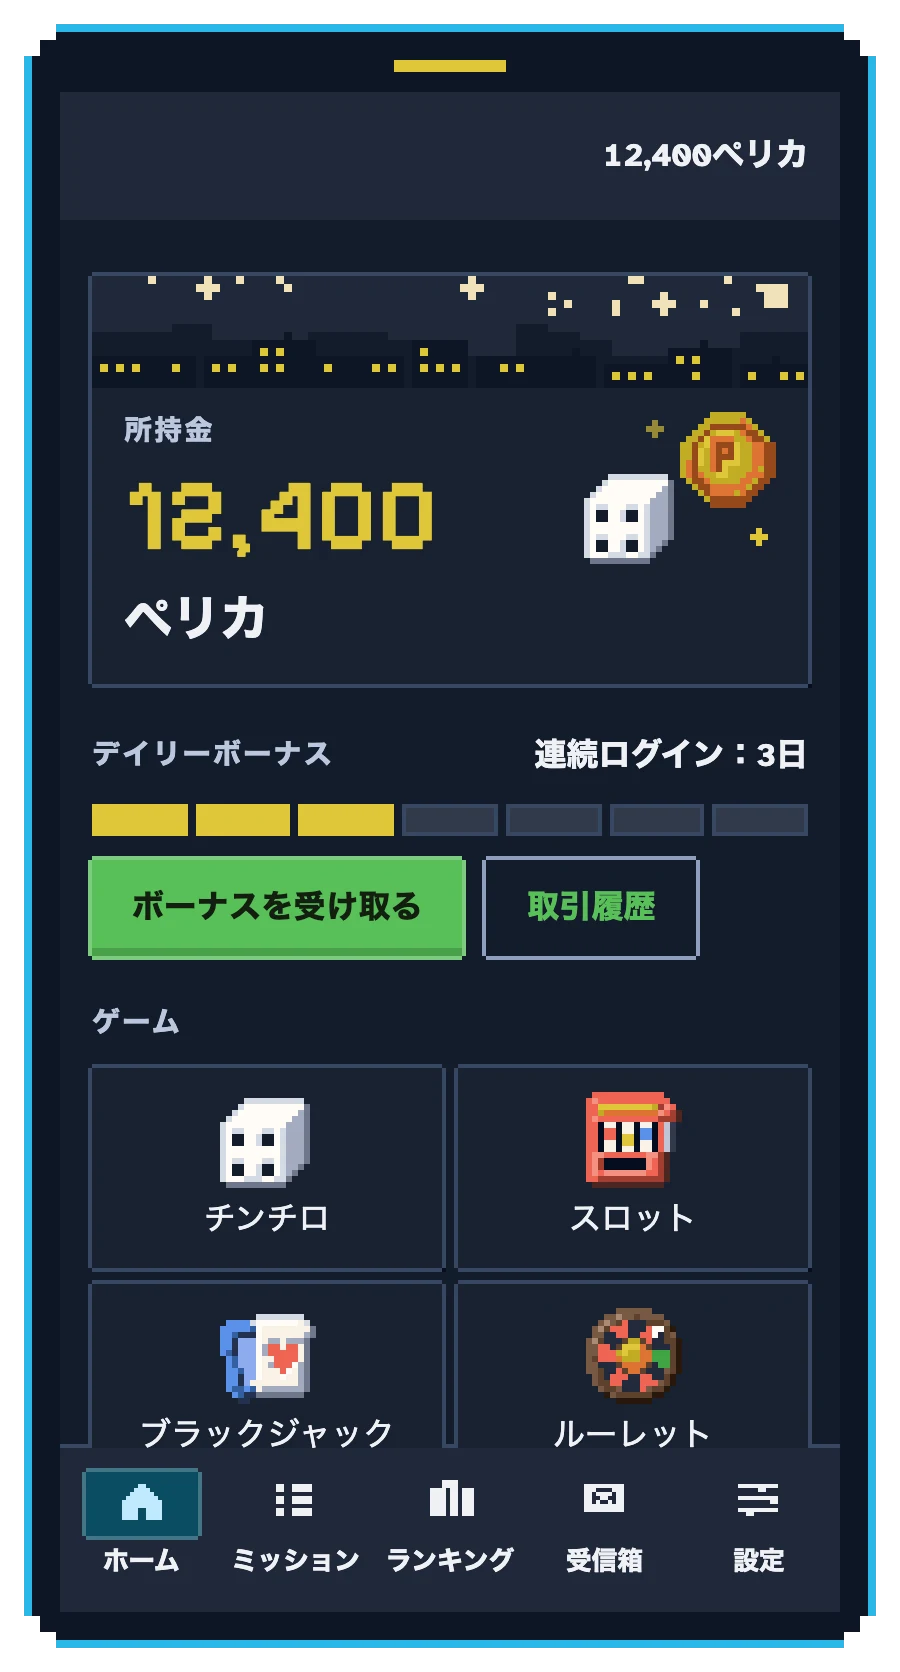 12,400ペリカ
所持金
12,400
ペリカ
P
デイリーボーナス
連続ログイン：3日
ボーナスを受け取る
取引履歴
ゲーム
チンチロ
スロット
ブラックジャック
ルーレット
ホーム
ミッション
ランキング
受信箱
設定